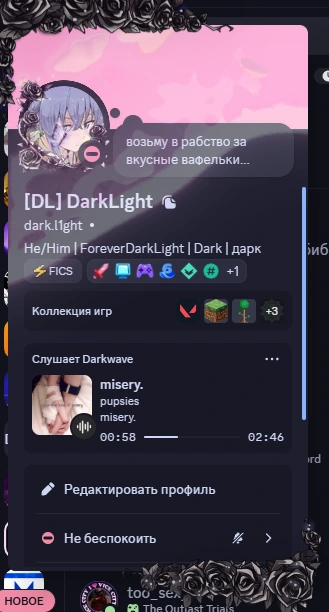 возьму в рабство за
вкусные вафельки...
[DL] DarkLight
dark.l1ght •
He/Him | ForeverDarkLight | Dark | дарк
FICS
+1
Коллекция игр
+3
Слушает Darkwave
misery.
pupsies
misery.
00:58
02:46
Редактировать профиль
Не беспокоить
НОВОЕ
The Outlast Trials